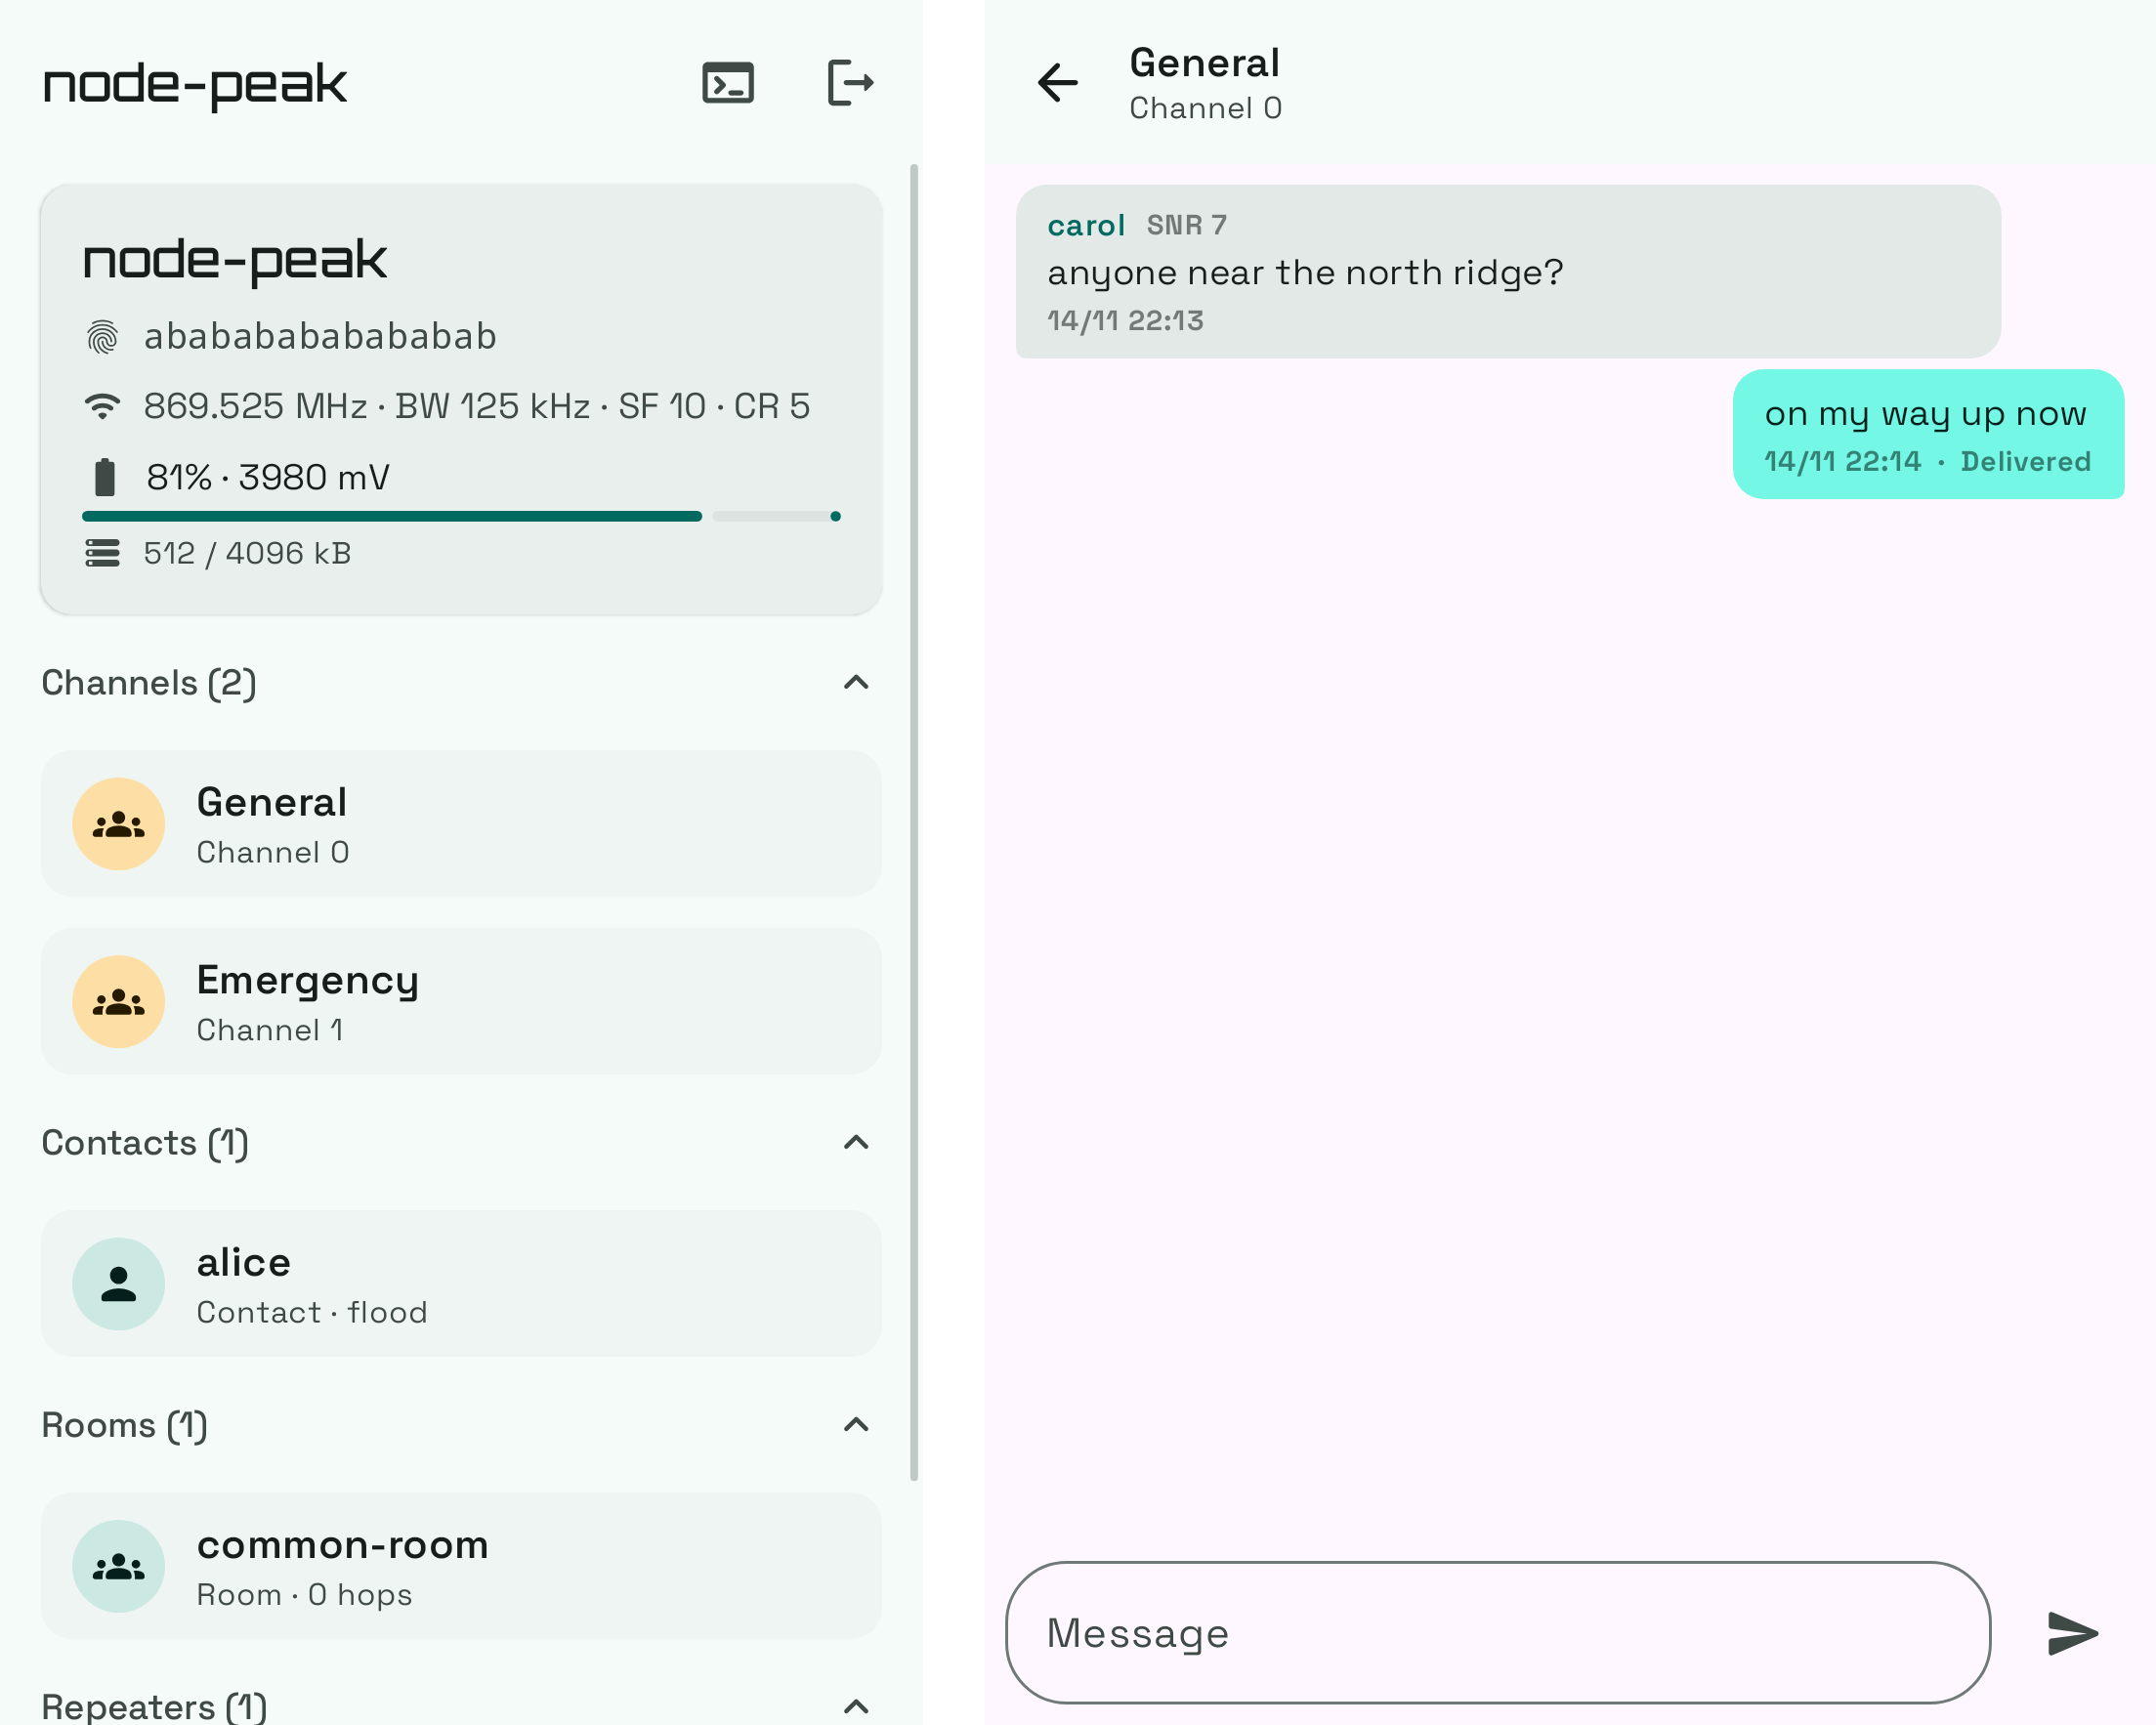 node-peak
node-peak
abababababababab
869.525 MHz · BW 125 kHz · SF 10 · CR 5
81% · 3980 mV
512 / 4096 kB
Channels (2)
General
Channel 0
Emergency
Channel 1
Contacts (1)
alice
Contact · flood
Rooms (1)
common-room
Room · 0 hops
Repeaters (1)
General
Channel 0
carol SNR 7
anyone near the north ridge?
14/11 22:13
on my way up now
14/11 22:14 · Delivered
Message